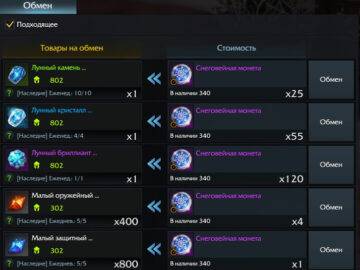 Обмен
Подходящее
Товары на обмен
Стоимость
Лунный камень ...
802
[Наследие] Еженед.: 10/10
x1
Снеговейная монета
В наличии 340
x25
Обмен
Лунный кристалл ...
802
[Наследие] Еженед.: 4/4
x1
Снеговейная монета
В наличии 340
x55
Обмен
Лунный бриллиант ...
802
[Наследие] Еженед.: 1/1
x1
Снеговейная монета
В наличии 340
x120
Обмен
Малый оружейный ...
302
[Наследие] Ежеднев.: 5/5
x400
Снеговейная монета
В наличии 340
x4
Обмен
Малый защитный ...
302
[Наследие] Ежеднев.: 5/5
x800
Снеговейная монета
В наличии 340
x1
Обмен